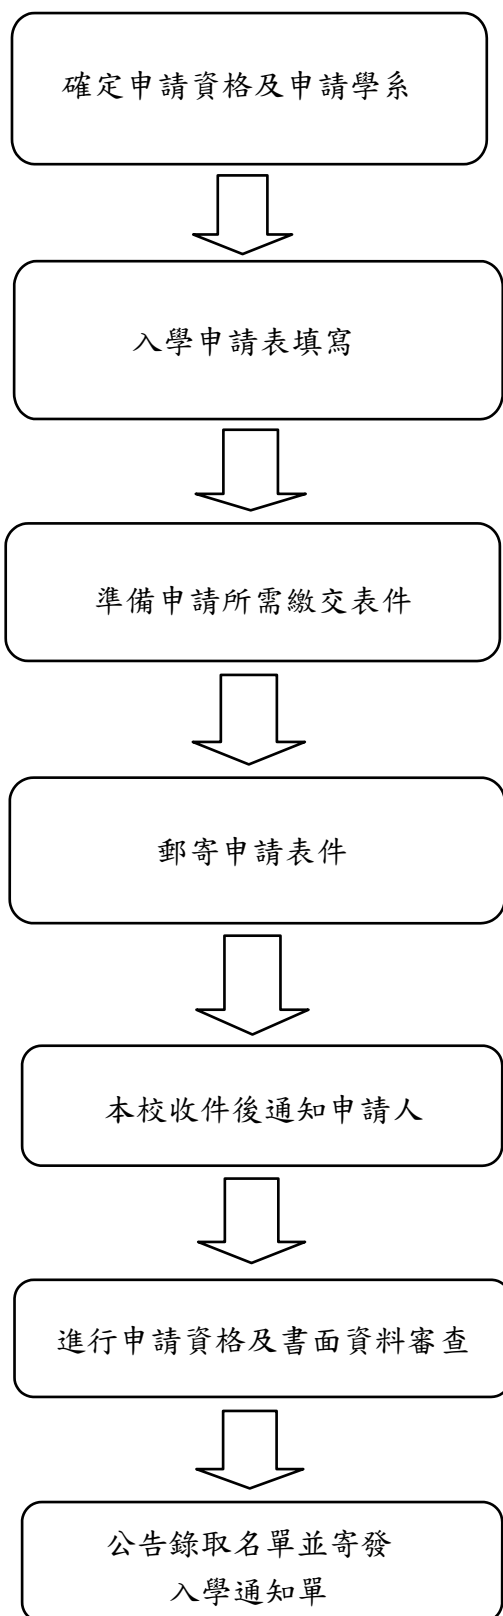 確定申請資格及申請學系
入學申請表填寫
準備申請所需繳交表件
郵寄申請表件
本校收件後通知申請人
進行申請資格及書面資料審查
公告錄取名單並寄發
入學通知單